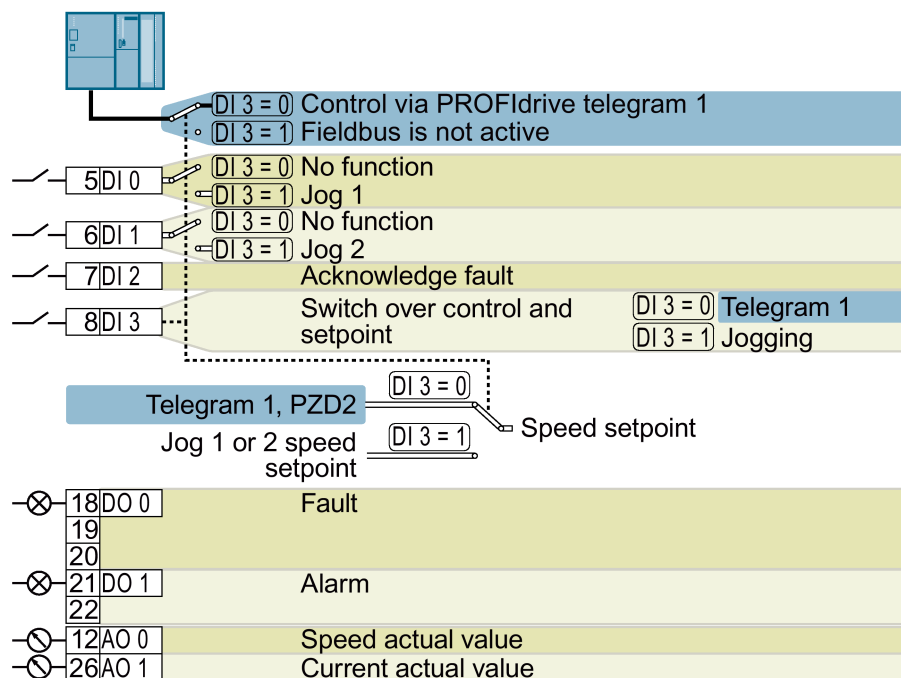 DI 3 = 0 Control via PROFIdrive telegram 1
DI 3 = 1 Fieldbus is not active
5 DI 0
DI 3 = 0 No function
DI 3 = 1 Jog 1
6 DI 1
DI 3 = 0 No function
DI 3 = 1 Jog 2
7 DI 2 Acknowledge fault
8 DI 3
Switch over control and
setpoint
DI 3 = 0 Telegram 1
DI 3 = 1 Jogging
Telegram 1, PZD2
DI 3 = 0
Jog 1 or 2 speed
setpoint
DI 3 = 1
Speed setpoint
18 DO 0 Fault
19
20
21 DO 1 Alarm
22
12 AO 0 Speed actual value
26 AO 1 Current actual value